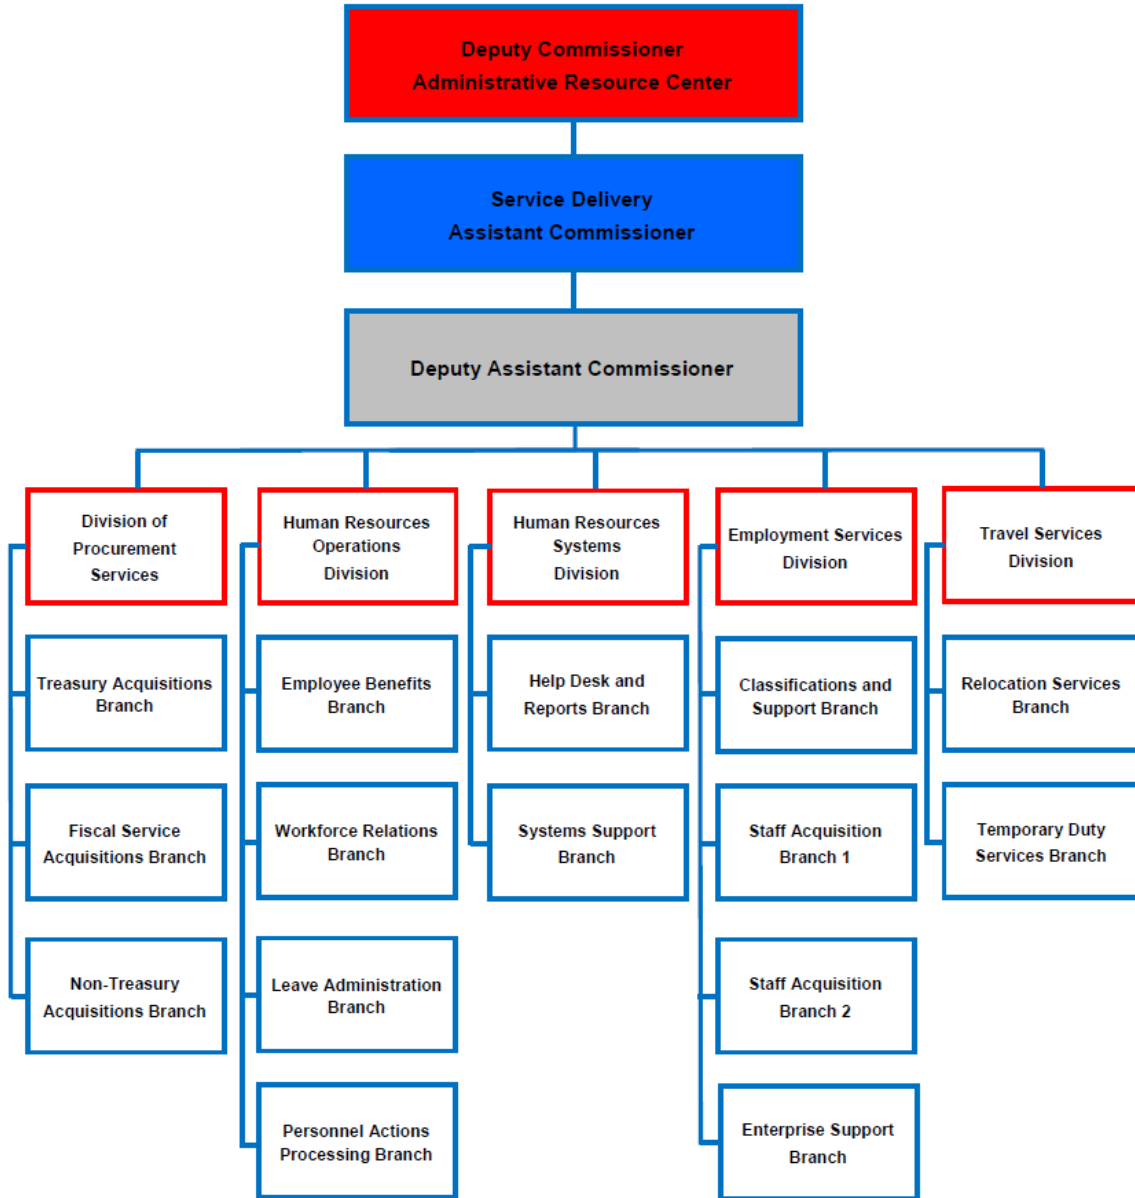 Deputy Commissioner
Administrative Resource Center
Service Delivery
Assistant Commissioner
Deputy Assistant Commissioner
Division of
Procurement
Services
Human Resources
Operations
Division
Human Resources
Systems
Division
Employment Services
Division
Travel Services
Division
Treasury Acquisitions
Branch
Employee Benefits
Branch
Help Desk and
Reports Branch
Classifications and
Support Branch
Relocation Services
Branch
Fiscal Service
Acquisitions Branch
Workforce Relations
Branch
Systems Support
Branch
Staff Acquisition
Branch 1
Temporary Duty
Services Branch
Non-Treasury
Acquisitions Branch
Leave Administration
Branch
Staff Acquisition
Branch 2
Personnel Actions
Processing Branch
Enterprise Support
Branch